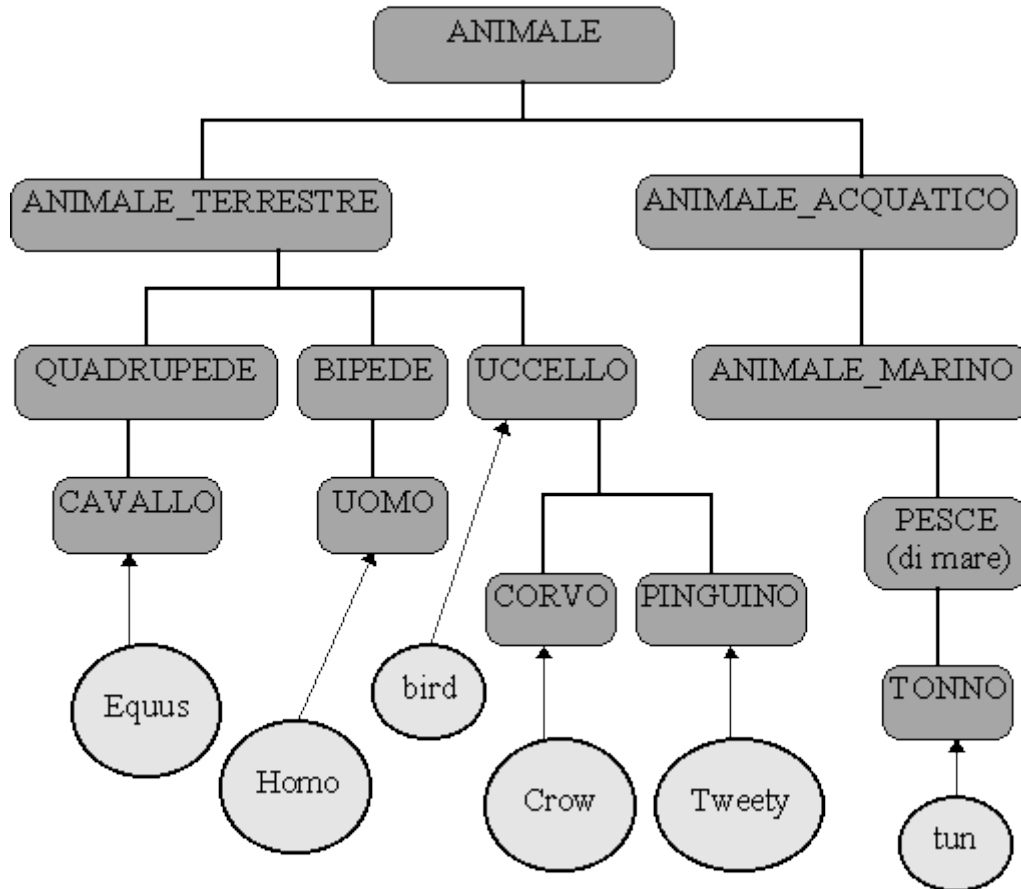 ANIMALE
ANIMALE_TERRESTRE
ANIMALE_ACQUATICO
QUADRUPEDE
BIPEDE
UCCELLO
ANIMALE_MARINO
CAVALLO
UOMO
PESCE
(di mare)
CORVO
PINGUINO
TONNO
Equus
Homo
bird
Crow
Tweety
tun